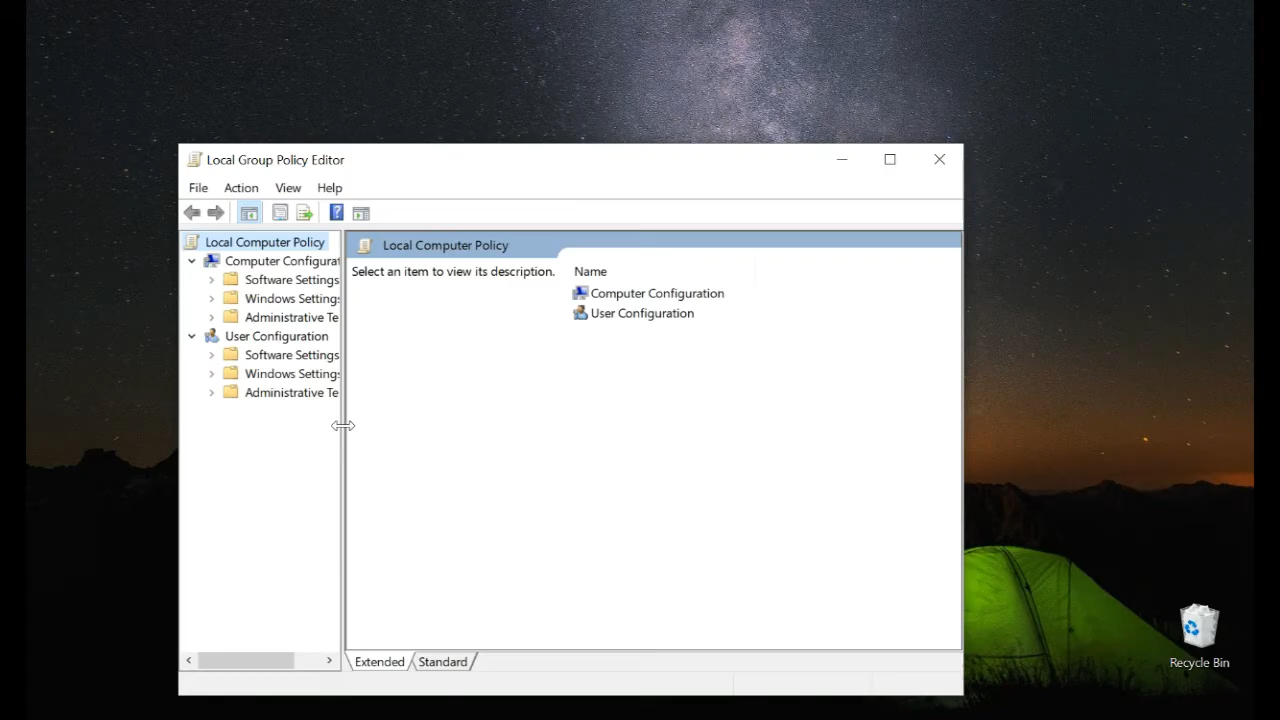 Local Group Policy Editor
File Action View Help
Local Computer Policy
Computer Configurat
Software Settings
Windows Settings
Administrative Te
User Configuration
Software Settings
Windows Settings
Administrative Te
Local Computer Policy
Select an item to view its description.
Name
Computer Configuration
User Configuration
Extended Standard
Recycle Bin